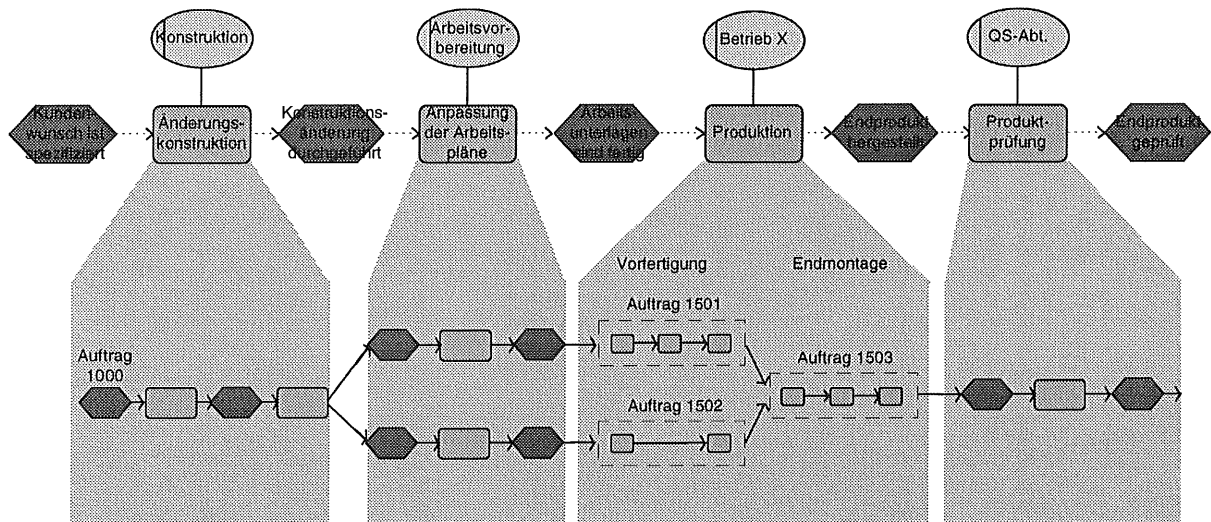 Konstruktion
Arbeitsvor-
bereitung
Betrieb X
QS-Abt.
Kunden-
wunsch ist
spezifiziert
Änderungs-
konstruktion
Konstruktions-
änderung
durchgeführt
Anpassung
der Arbeits-
pläne
Arbeits-
unterlagen
sind fertig
Produktion
Endprodukt
hergestellt
Produkt-
prüfung
Endprodukt
geprüft
Vorfertigung
Endmontage
Auftrag 1501
Auftrag
1000
Auftrag 1503
Auftrag 1502